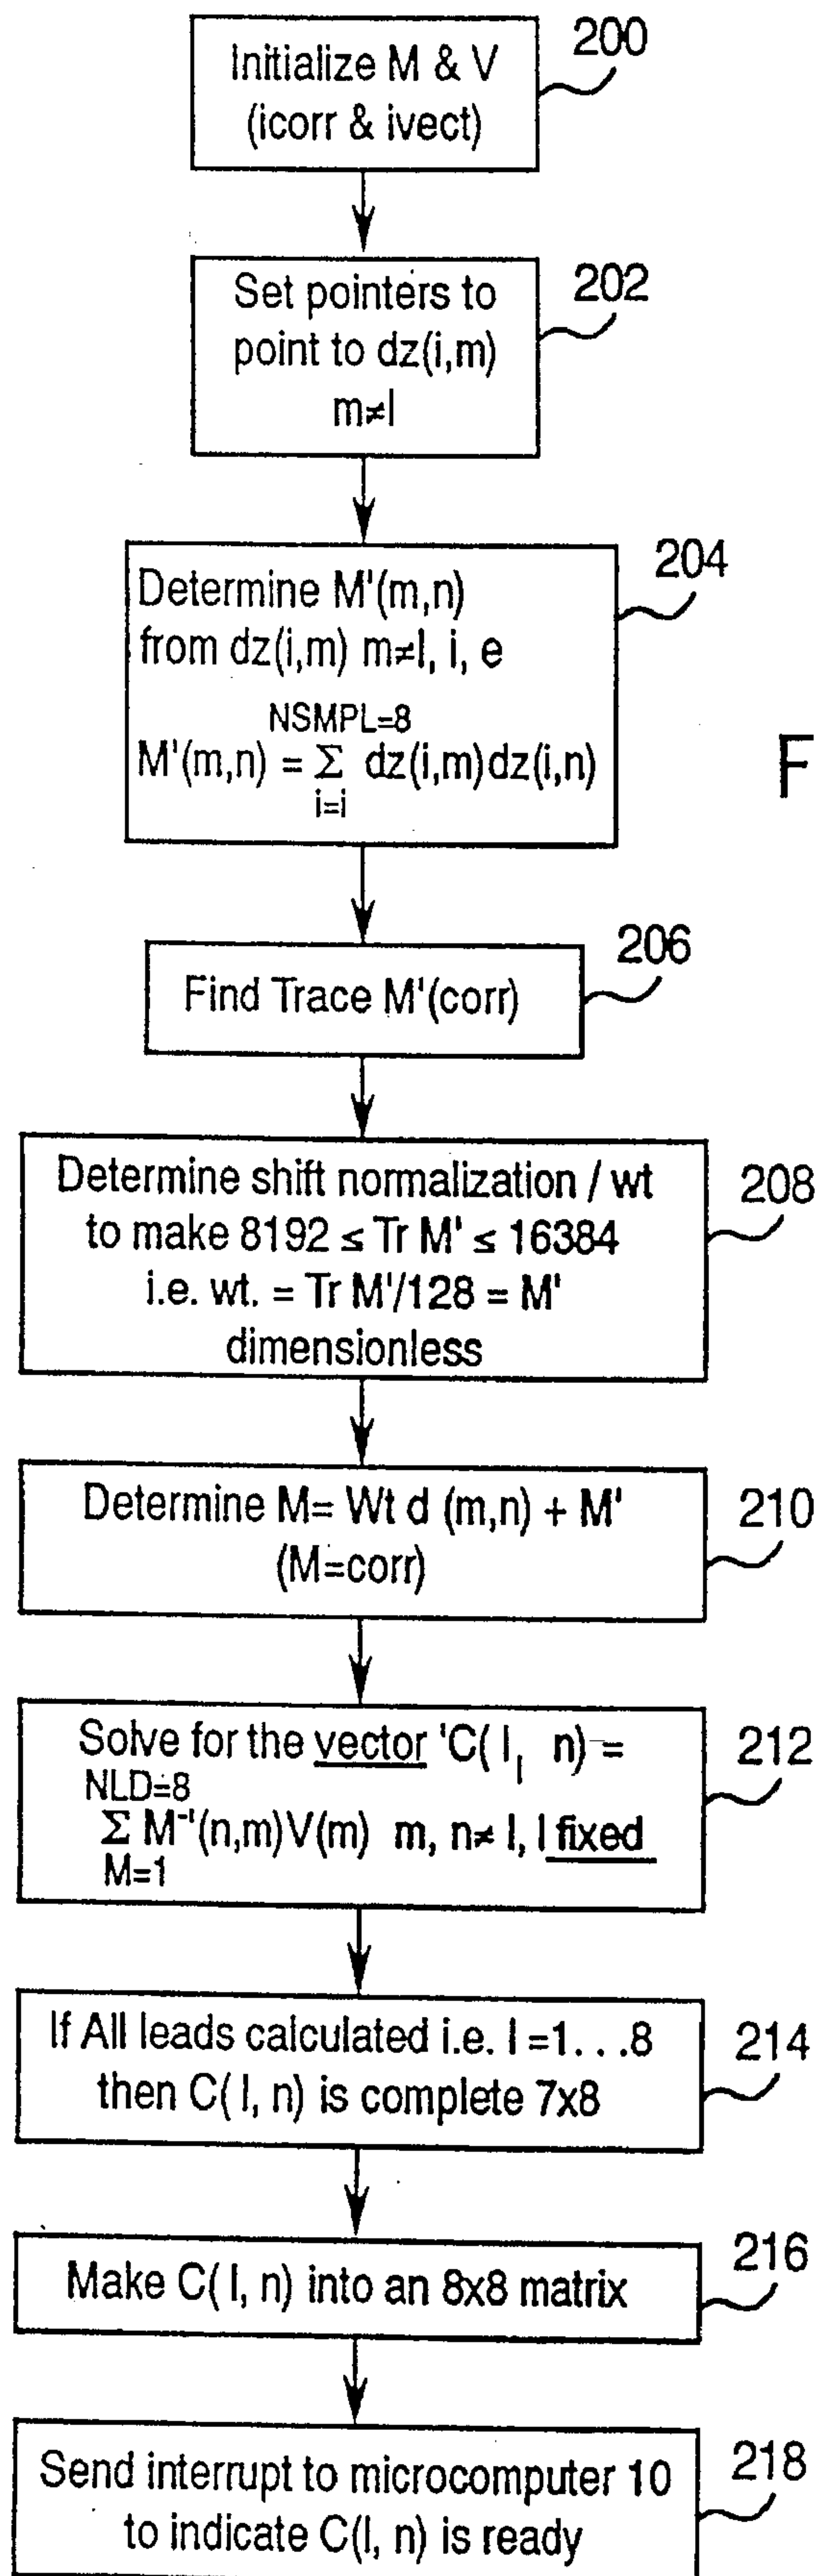 Initialize M & V
(icorr & ivect)
200
Set pointers to
point to dz(i,m)
m≠l
202
Determine M'(m,n)
from dz(i,m) m≠l, i, e
NSMPL=8
M'(m,n) = Σ dz(i,m)dz(i,n)
i=i
204
F
Find Trace M'(corr)
206
Determine shift normalization / wt
to make 8192 ≤ Tr M' ≤ 16384
i.e. wt. = Tr M'/128 = M'
dimensionless
208
Determine M= Wt d (m,n) + M'
(M=corr)
210
Solve for the vector 'C( l| n) =
NLD=8
Σ M⁻¹(n,m)V(m) m, n≠ l, l fixed
M=1
212
If All leads calculated i.e. l =1. . .8
then C( l, n) is complete 7x8
214
Make C( l, n) into an 8x8 matrix
216
Send interrupt to microcomputer 10
to indicate C(l, n) is ready
218